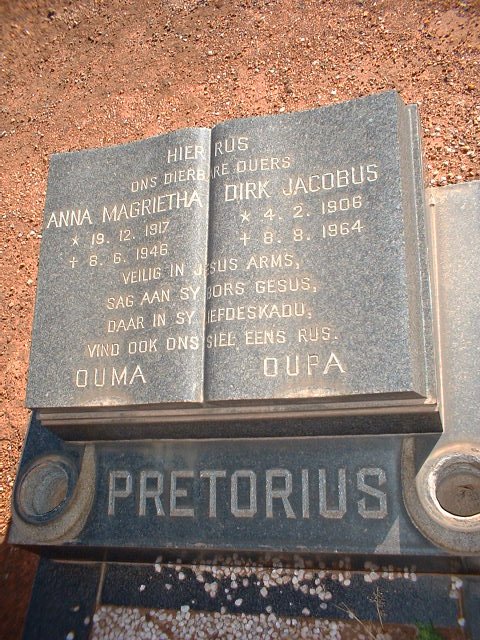 HIER RUS
ONS DIERBARE OUERS
ANNA MAGRIETHA
* 19. 12. 1917
+ 8. 6. 1946
DIRK JACOBUS
* 4. 2. 1906
+ 8. 8. 1964
VEILIG IN JESUS ARMS,
SAG AAN SY BORS GESUS,
DAAR IN SY LIEFDESKADU,
VIND OOK ONS SIEL EENS RUS.
OUMA
OUPA
PRETORIUS